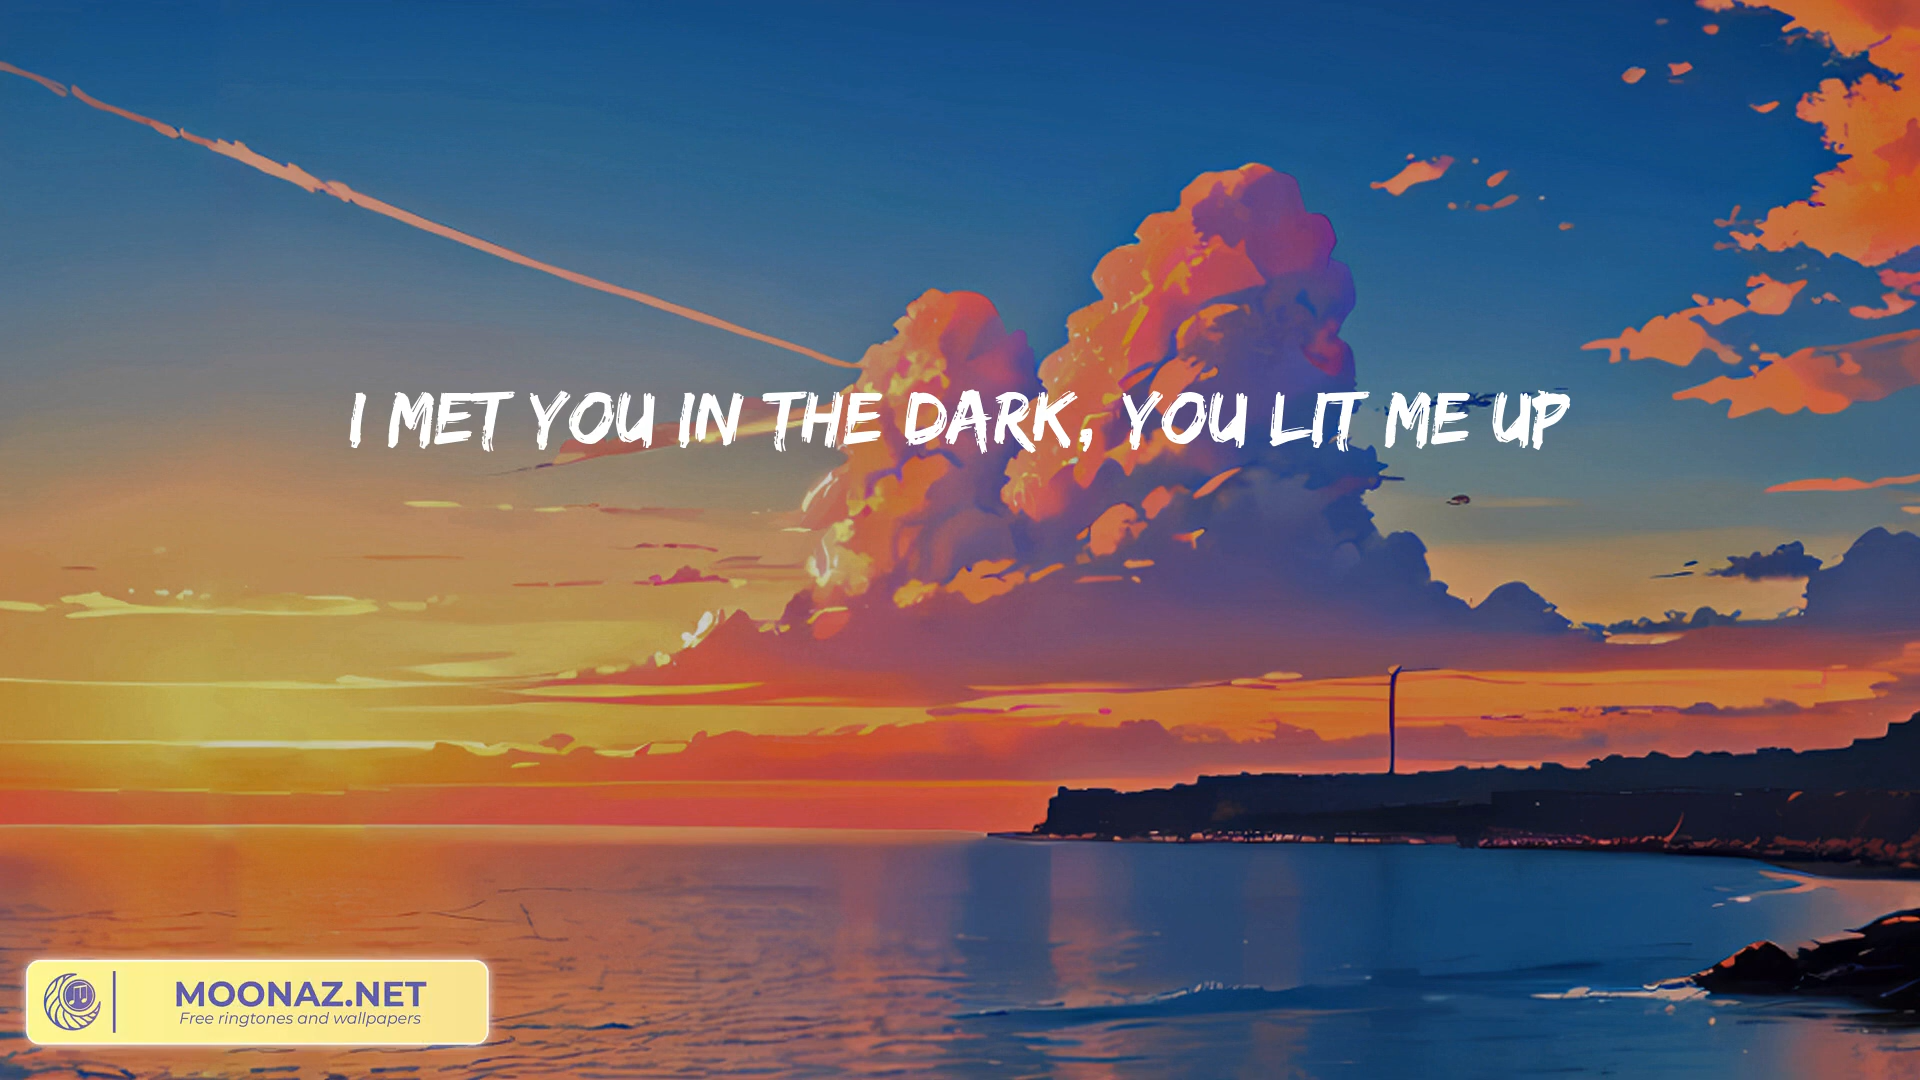 I MET YOU IN THE DARK, YOU LIT ME UP
MOONAZ.NET
Free ringtones and wallpapers